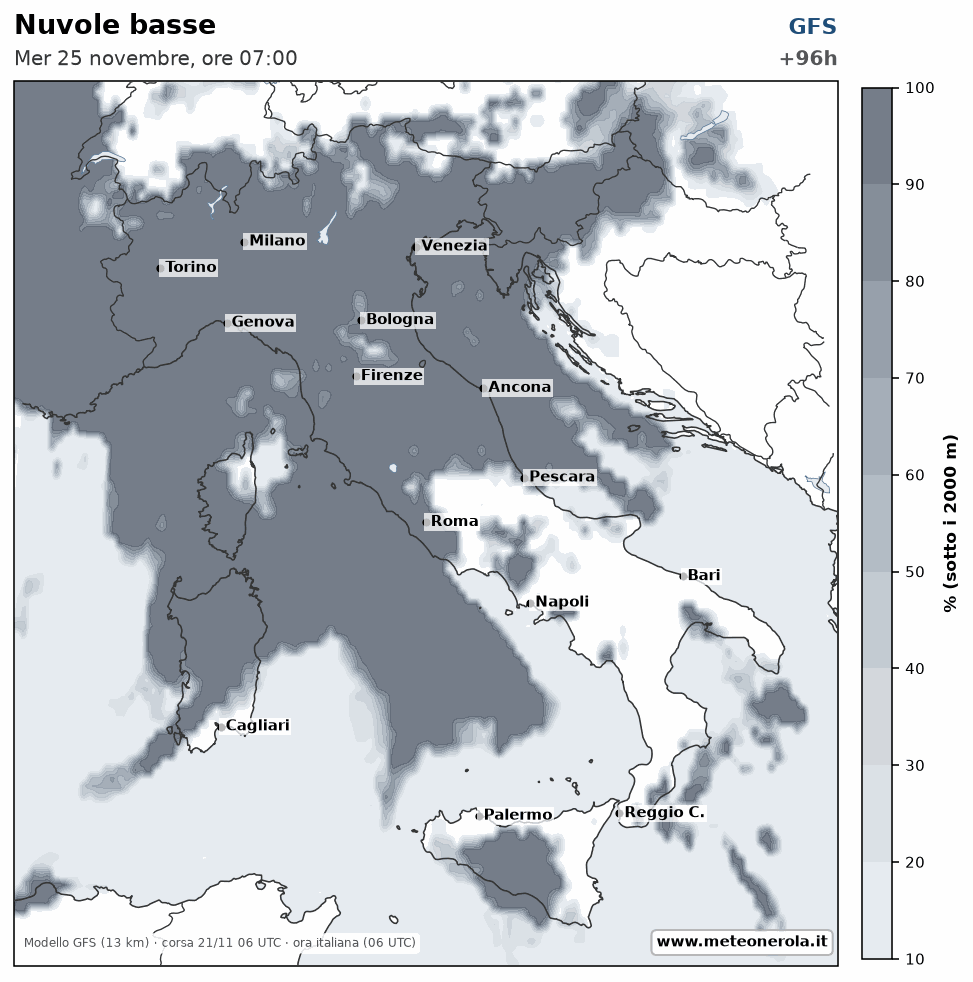 Nuvole basse
GFS
Mer 25 novembre, ore 07:00
+96h
Milano
Venezia
Torino
Genova
Bologna
Firenze
Ancona
Pescara
Roma
Bari
Napoli
Cagliari
Palermo
Reggio C.
100
90
80
70
60
50
40
30
20
10
% (sotto i 2000 m)
Modello GFS (13 km) · corsa 21/11 06 UTC · ora italiana (06 UTC)
www.meteonerola.it